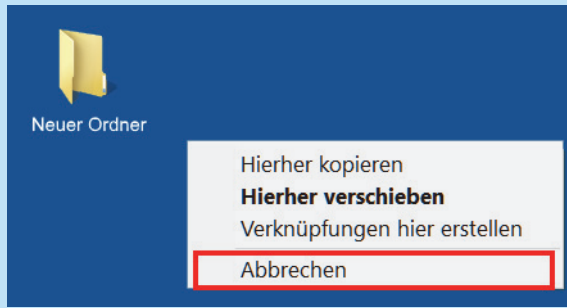 Neuer Ordner
Hierher kopieren
Hierher verschieben
Verknüpfungen hier erstellen
Abbrechen